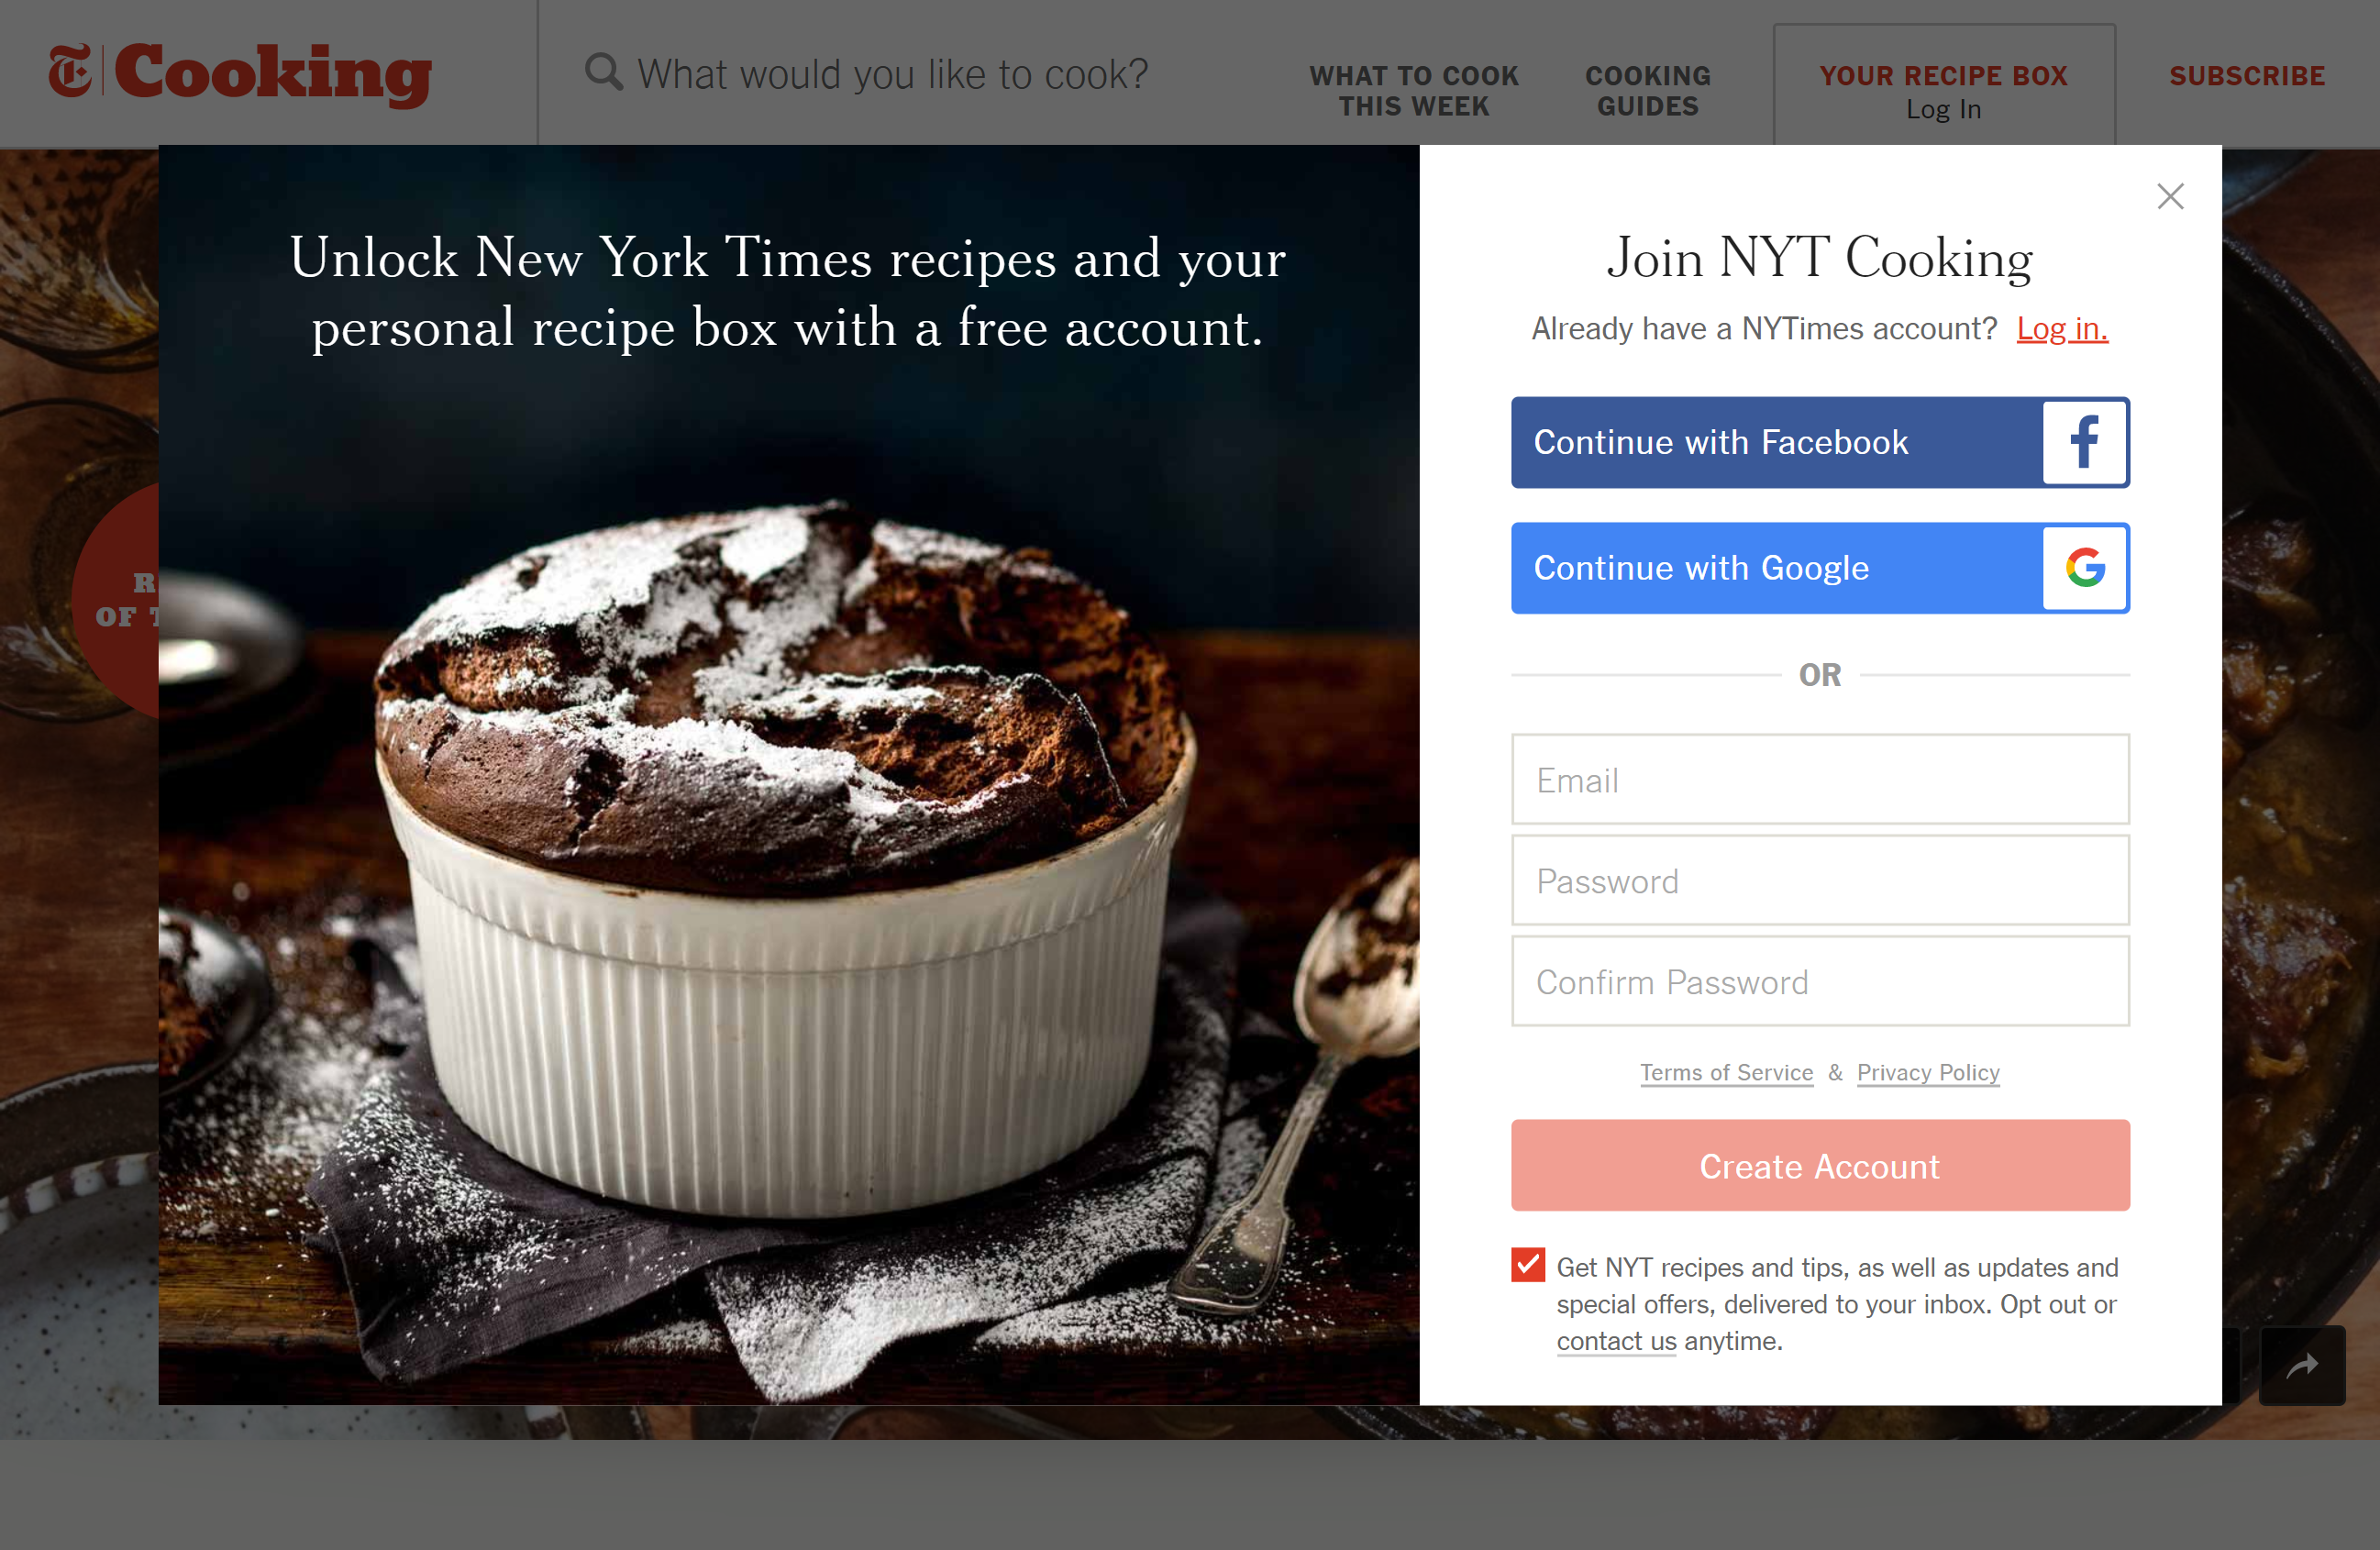 T Cooking
What would you like to cook?
WHAT TO COOK
THIS WEEK
COOKING
GUIDES
YOUR RECIPE BOX
Log In
SUBSCRIBE
Unlock New York Times recipes and your
personal recipe box with a free account.
OF
Join NYT Cooking
Already have a NYTimes account? Log in.
Continue with Facebook
Continue with Google
OR
Email
Password
Confirm Password
Terms of Service & Privacy Policy
Create Account
Get NYT recipes and tips, as well as updates and
special offers, delivered to your inbox. Opt out or
contact us anytime.